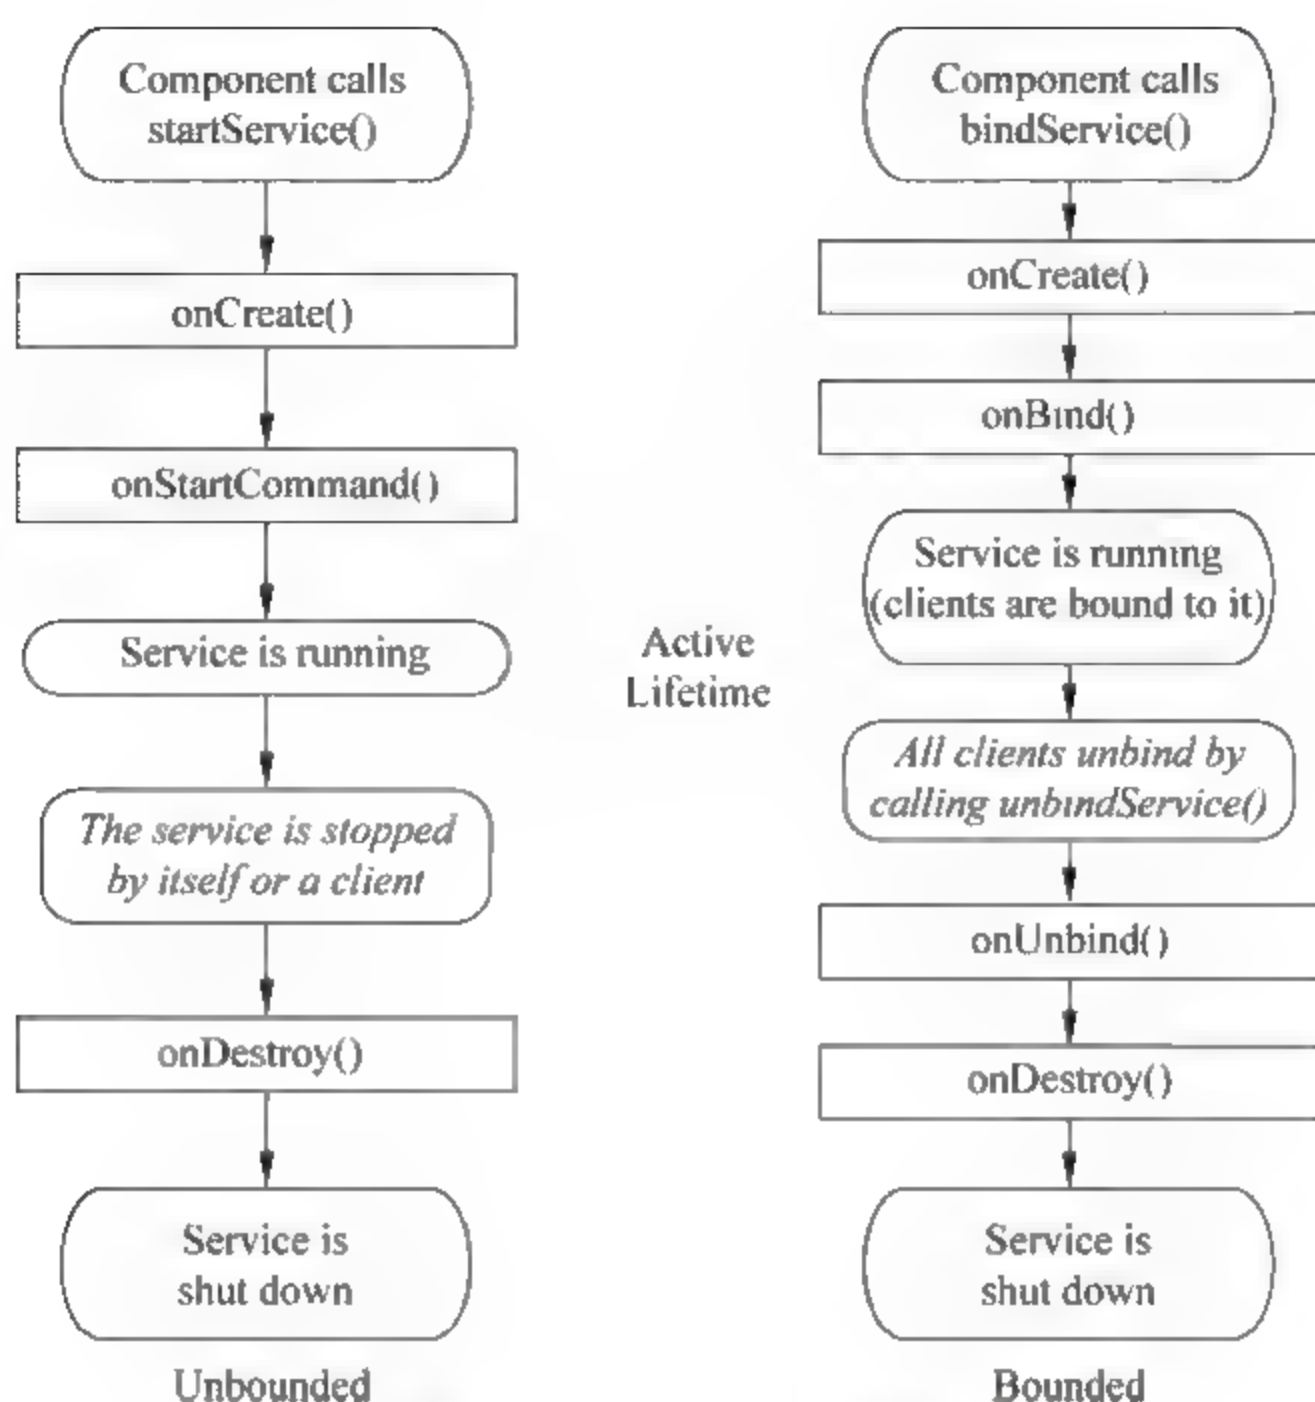 Component calls
startService()
onCreate()
onStartCommand()
Service is running
The service is stopped
by itself or a client
onDestroy()
Service is
shut down
Unbounded
Active
Lifetime
Component calls
bindService()
onCreate()
onBind()
Service is running
(clients are bound to it)
All clients unbind by
calling unbindService()
onUnbind()
onDestroy()
Service is
shut down
Bounded